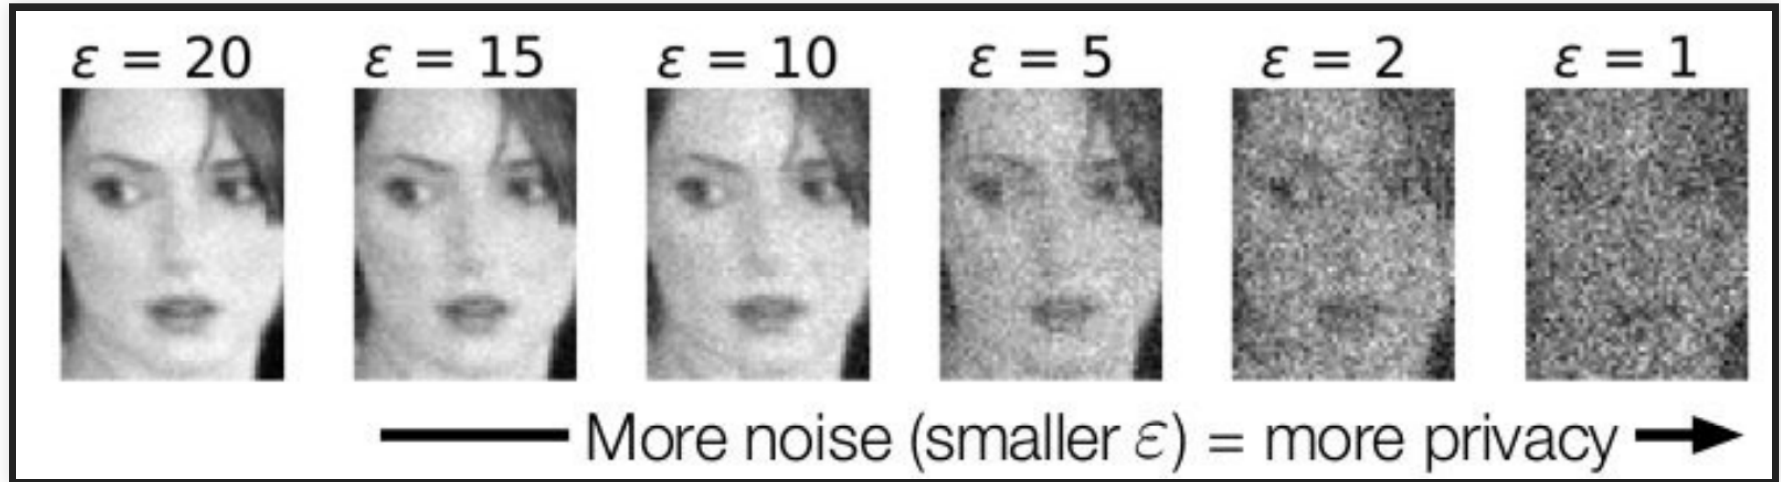 ε = 20 ε = 15 ε = 10 ε = 5 ε = 2 ε = 1
More noise (smaller ε) = more privacy